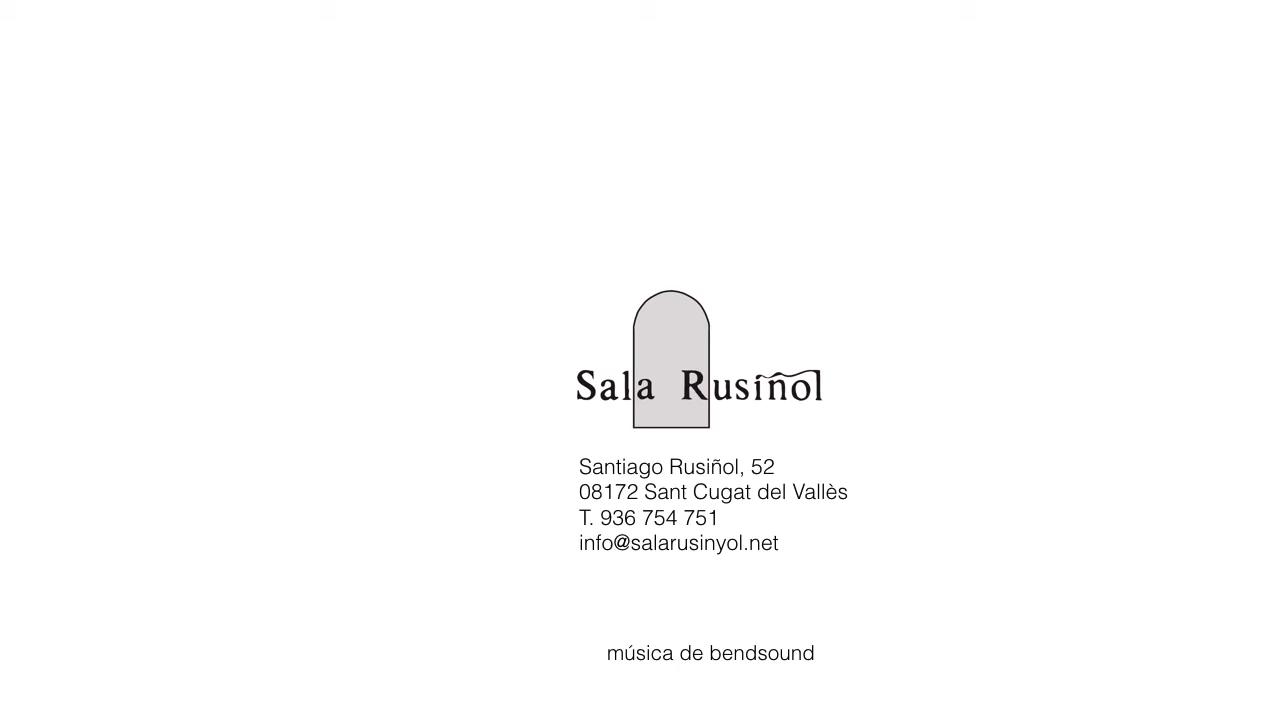 Sala Rusiñol
Santiago Rusiñol, 52
08172 Sant Cugat del Vallès
T. 936 754 751
info@salarusinyol.net
música de bendsound